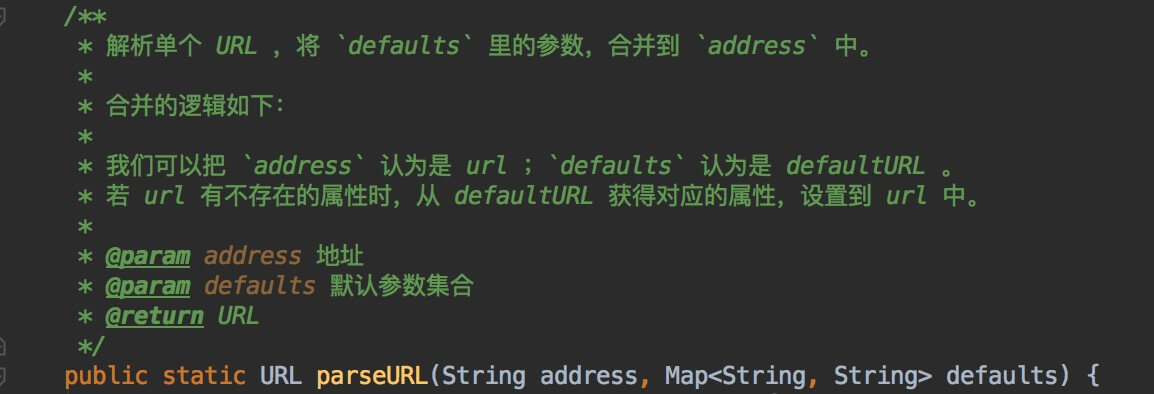 /**
* 解析单个 URL ，将 `defaults` 里的参数，合并到 `address` 中。
*
* 合并的逻辑如下：
*
* 我们可以把 `address` 认为是 url ；`defaults` 认为是 defaultURL 。
* 若 url 有不存在的属性时，从 defaultURL 获得对应的属性，设置到 url 中。
*
* @param address 地址
* @param defaults 默认参数集合
* @return URL
*/
public static URL parseURL(String address, Map<String, String> defaults) {